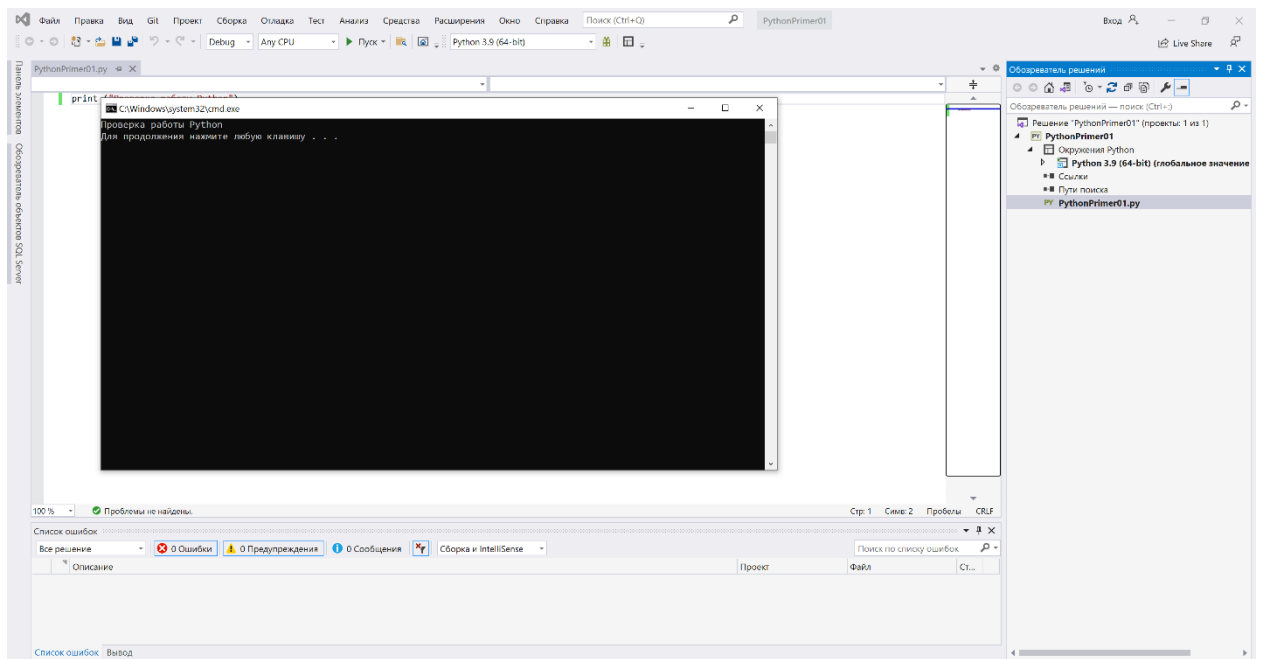 Файл Правка Вид Git Проект Сборка Отладка Тест Анализ Средства Расширения Окно Справка Поиск (Ctrl+Q) PythonPrimer01 Вход
Debug Any CPU Пуск Python 3.9 (64-bit) Live Share
Панель элементов
Обозреватель объектов SQL Server
PythonPrimer01.py
print ("Проверка работы Python")
C:\Windows\system32\cmd.exe
Проверка работы Python
Для продолжения нажмите любую клавишу . . .
100 % Проблемы не найдены. Стр: 1 Симв: 2 Пробелы CRLF
Список ошибок
Все решение 0 Ошибки 0 Предупреждения 0 Сообщения Сборка и IntelliSense Поиск по списку ошибок
Описание Проект Файл Ст...
Список ошибок Вывод
Обозреватель решений
Обозреватель решений — поиск (Ctrl+;)
Решение "PythonPrimer01" (проекты: 1 из 1)
PY PythonPrimer01
Окружения Python
Python 3.9 (64-bit) (глобальное значение
Ссылки
Пути поиска
PY PythonPrimer01.py